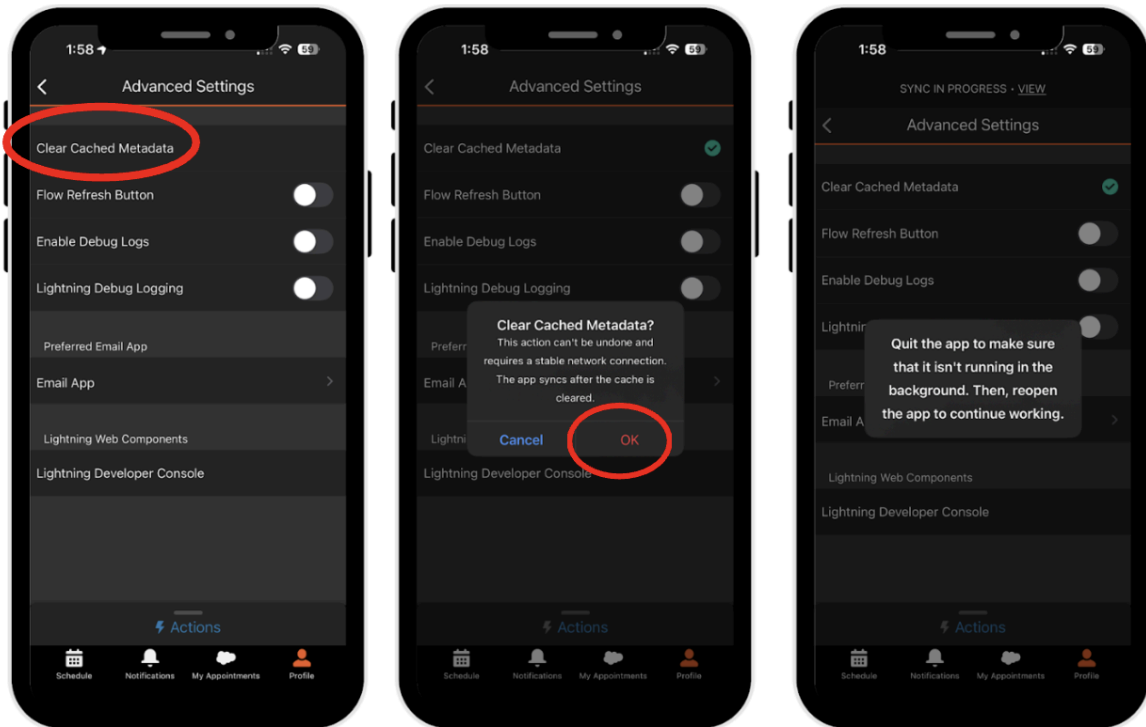 1:58
59
Advanced Settings
Clear Cached Metadata
Flow Refresh Button
Enable Debug Logs
Lightning Debug Logging
Preferred Email App
Email App
Lightning Web Components
Lightning Developer Console
Actions
Schedule
Notifications
My Appointments
Profile
1:58
59
Advanced Settings
Clear Cached Metadata
Flow Refresh Button
Enable Debug Logs
Lightning Debug Logging
Clear Cached Metadata?
This action can't be undone and
requires a stable network connection.
The app syncs after the cache is
cleared.
Cancel
OK
Preferr
Email A
Lightni
Lightning Developer Console
Actions
Schedule
Notifications
My Appointments
Profile
1:58
59
SYNC IN PROGRESS • VIEW
Advanced Settings
Clear Cached Metadata
Flow Refresh Button
Enable Debug Logs
Lightnin
Quit the app to make sure
that it isn't running in the
background. Then, reopen
the app to continue working.
Prefer
Email A
Lightning Web Components
Lightning Developer Console
Actions
Schedule
Notifications
My Appointments
Profile